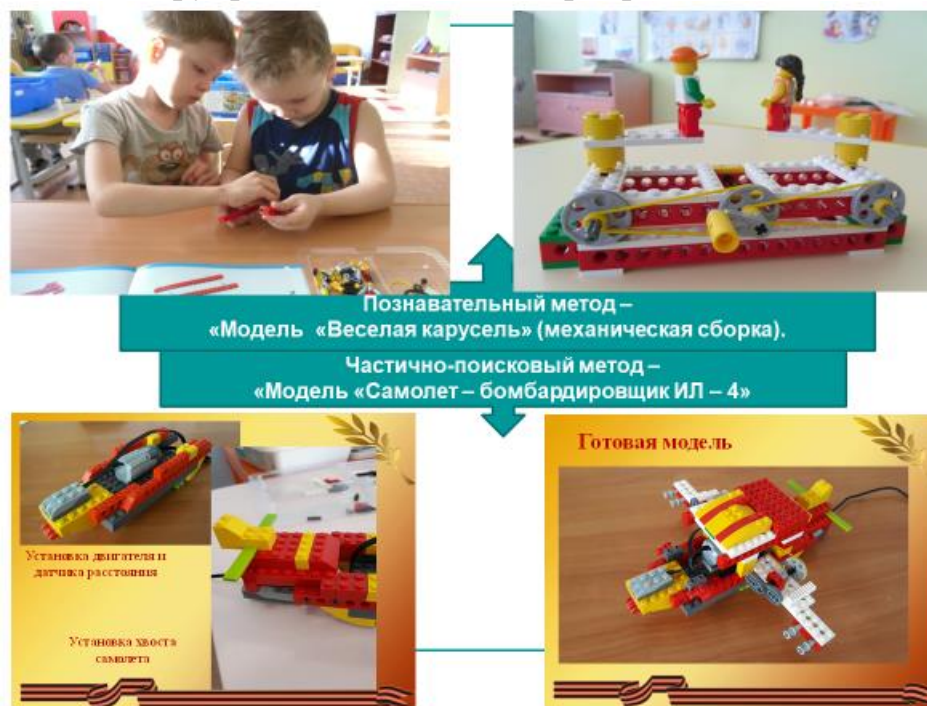 Познавательный метод –
«Модель «Веселая карусель» (механическая сборка).
Частично-поисковый метод –
«Модель «Самолет – бомбардировщик ИЛ – 4»
Установка двигателя и
датчика расстояния
Установка хвоста
самолета
Готовая модель